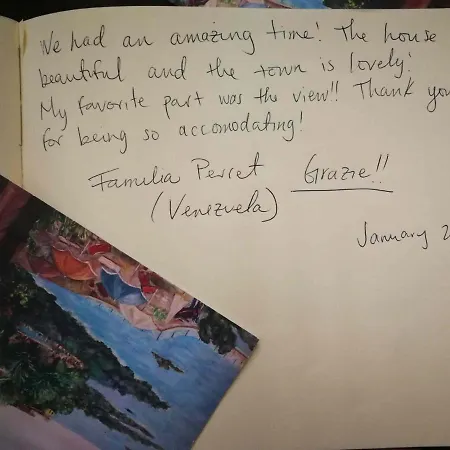 We had an amazing time! The house
beautiful and the town is lovely!
My favorite part was the view!! Thank you
for being so accomodating!
Familia Perret Grazie!!
(Venezuela)
January 2